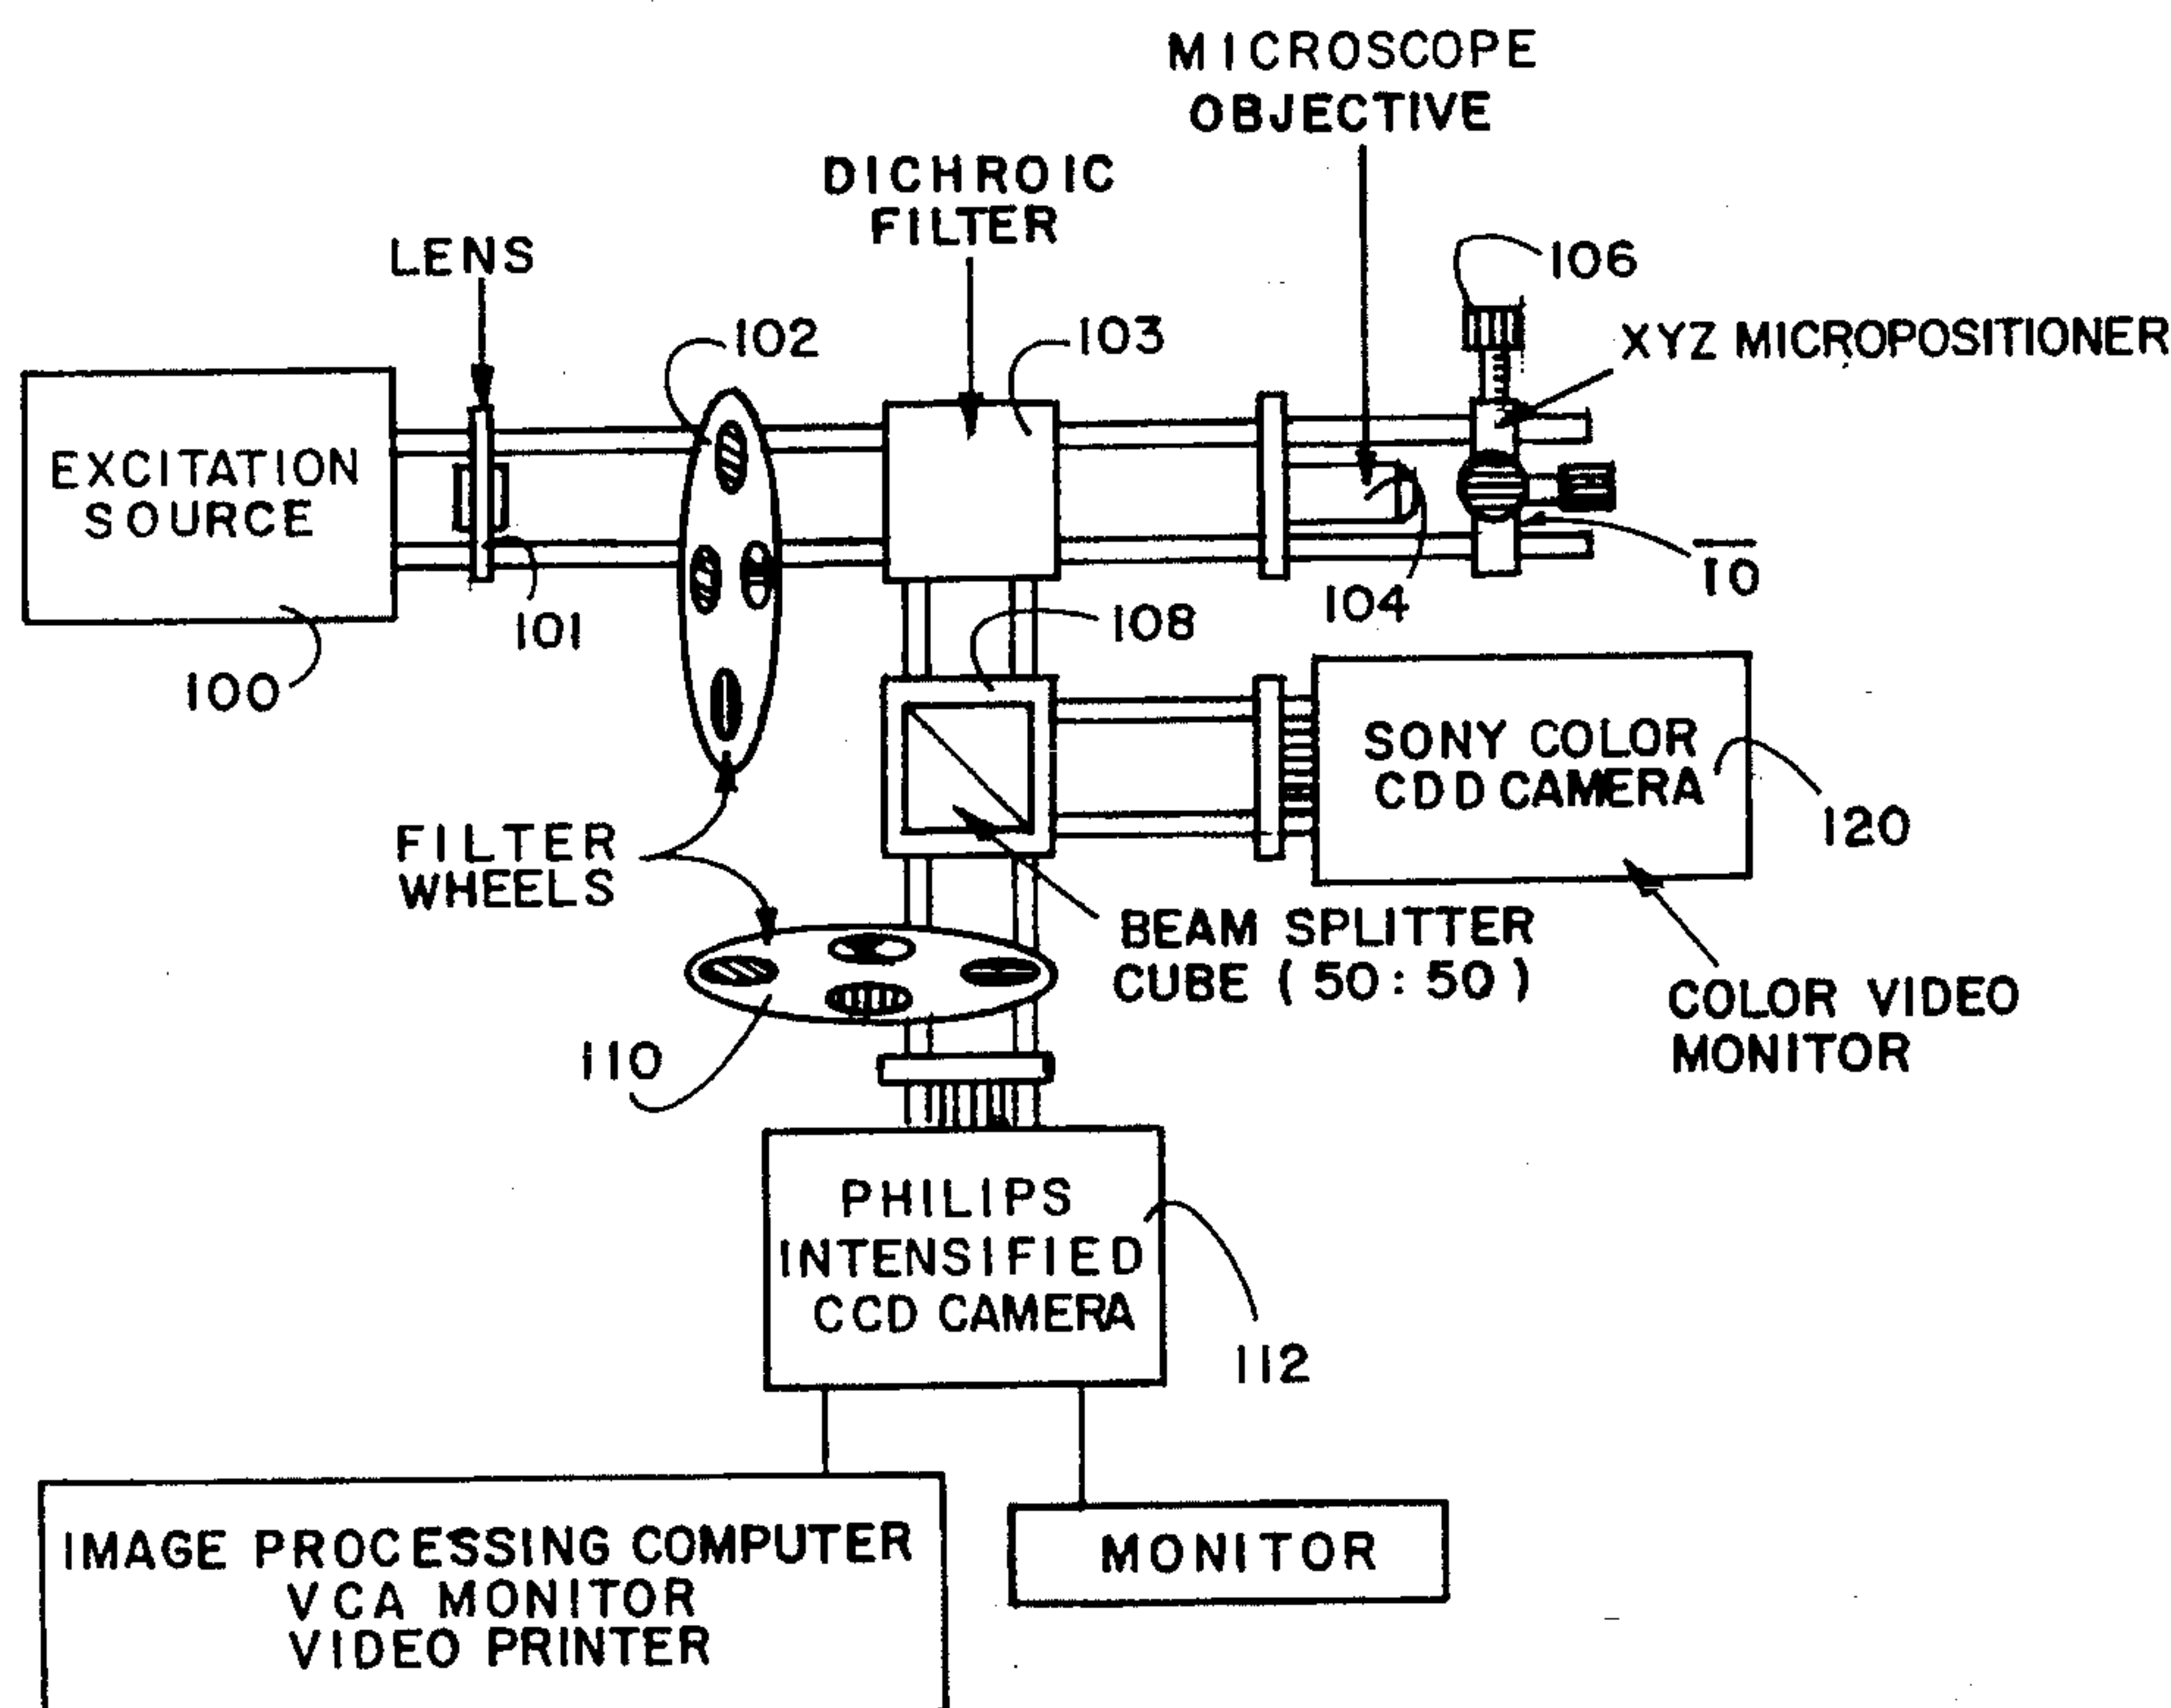 MICROSCOPE
OBJECTIVE
DICHROIC
FILTER
LENS
106
102
103
XYZ MICROPOSITIONER
EXCITATION
SOURCE
10
104
101
108
100
SONY COLOR
CDD CAMERA
120
FILTER
WHEELS
BEAM SPLITTER
CUBE (50:50)
COLOR VIDEO
MONITOR
110
PHILIPS
INTENSIFIED
CCD CAMERA
112
IMAGE PROCESSING COMPUTER
VCA MONITOR
VIDEO PRINTER
MONITOR